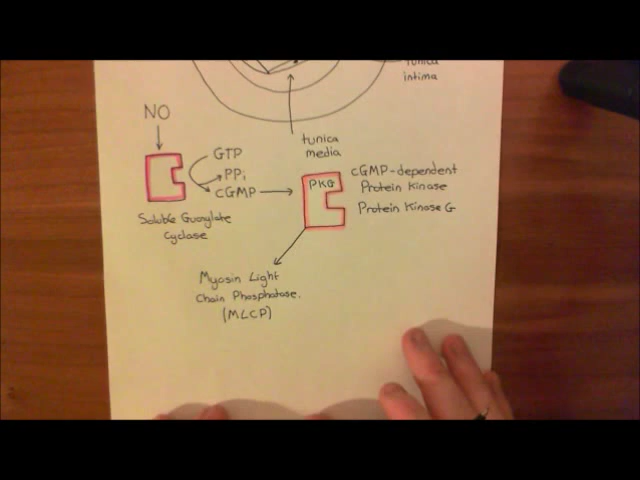 tunica
intima
NO
tunica
media
GTP
PPi
cGMP
PKG
cGMP-dependent
Protein Kinase
Protein Kinase G
Soluble Guanylate
Cyclase
Myosin Light
Chain Phosphatase.
(MLCP)